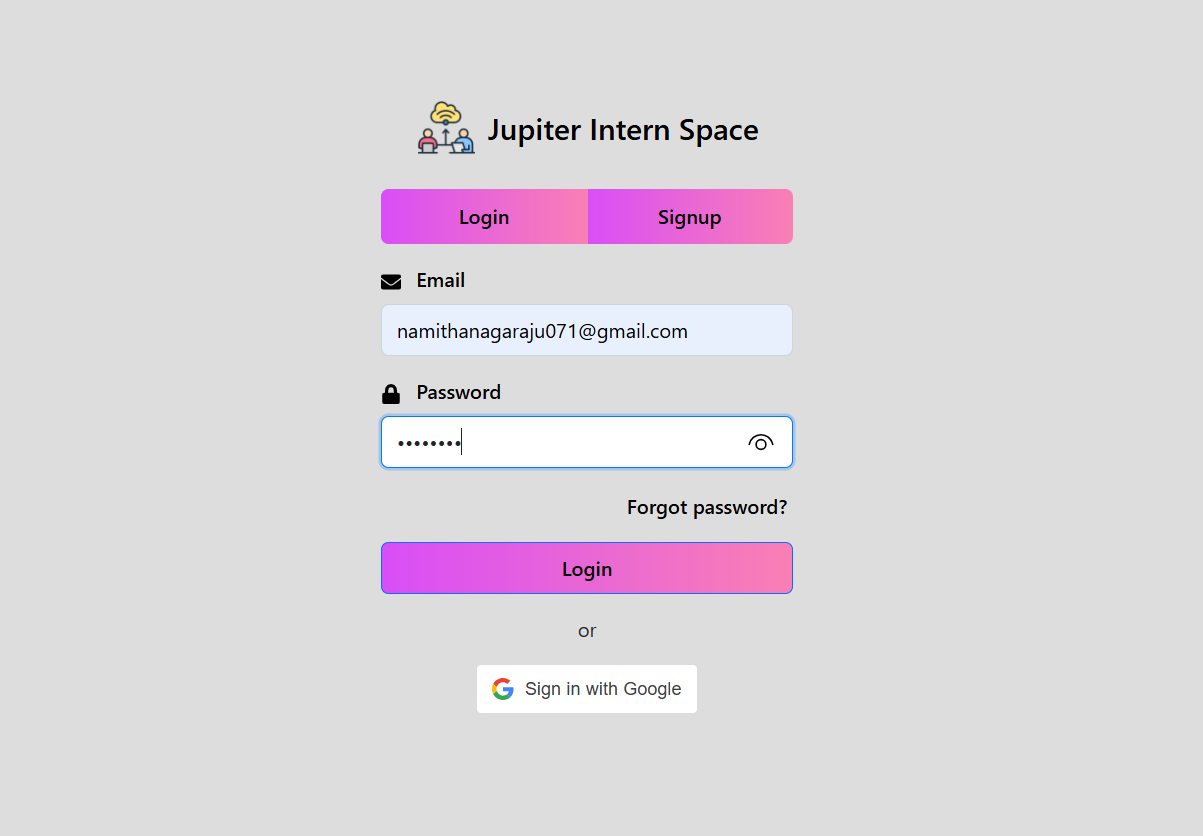 Jupiter Intern Space
Login Signup
Email
namithanagaraju071@gmail.com
Password
••••••••
Forgot password?
Login
or
Sign in with Google